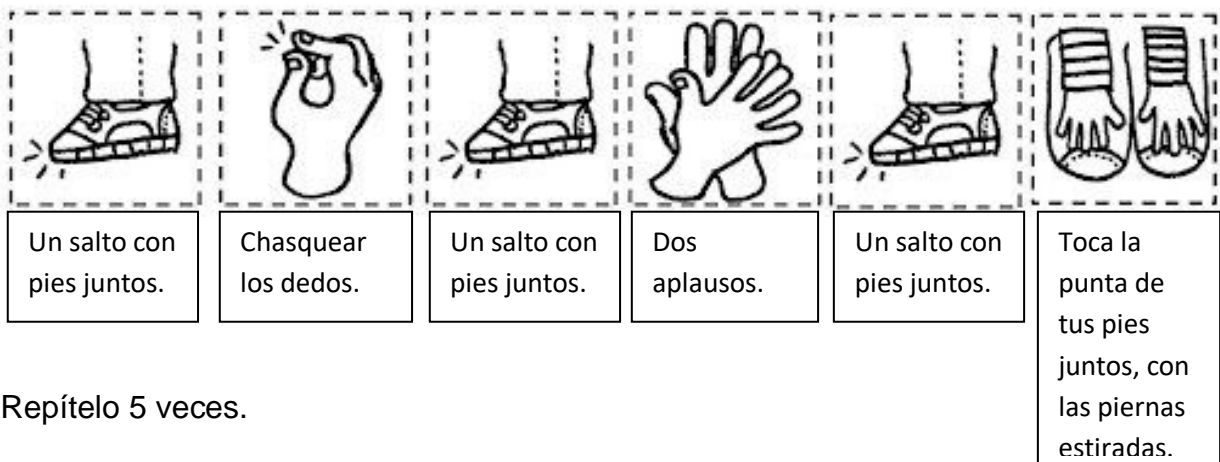 Un salto con
pies juntos.
Chasquear
los dedos.
Un salto con
pies juntos.
Dos
aplausos.
Un salto con
pies juntos.
Toca la
punta de
tus pies
juntos, con
las piernas
estiradas.
Repítelo 5 veces.